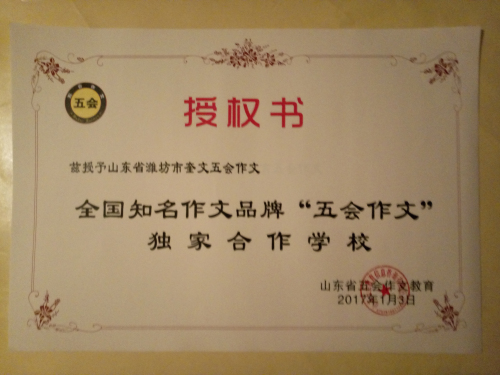 五会
授权书
兹授予山东省潍坊市奎文五会作文
全国知名作文品牌“五会作文”
独家合作学校
山东省五会作文教育
2017年1月3日